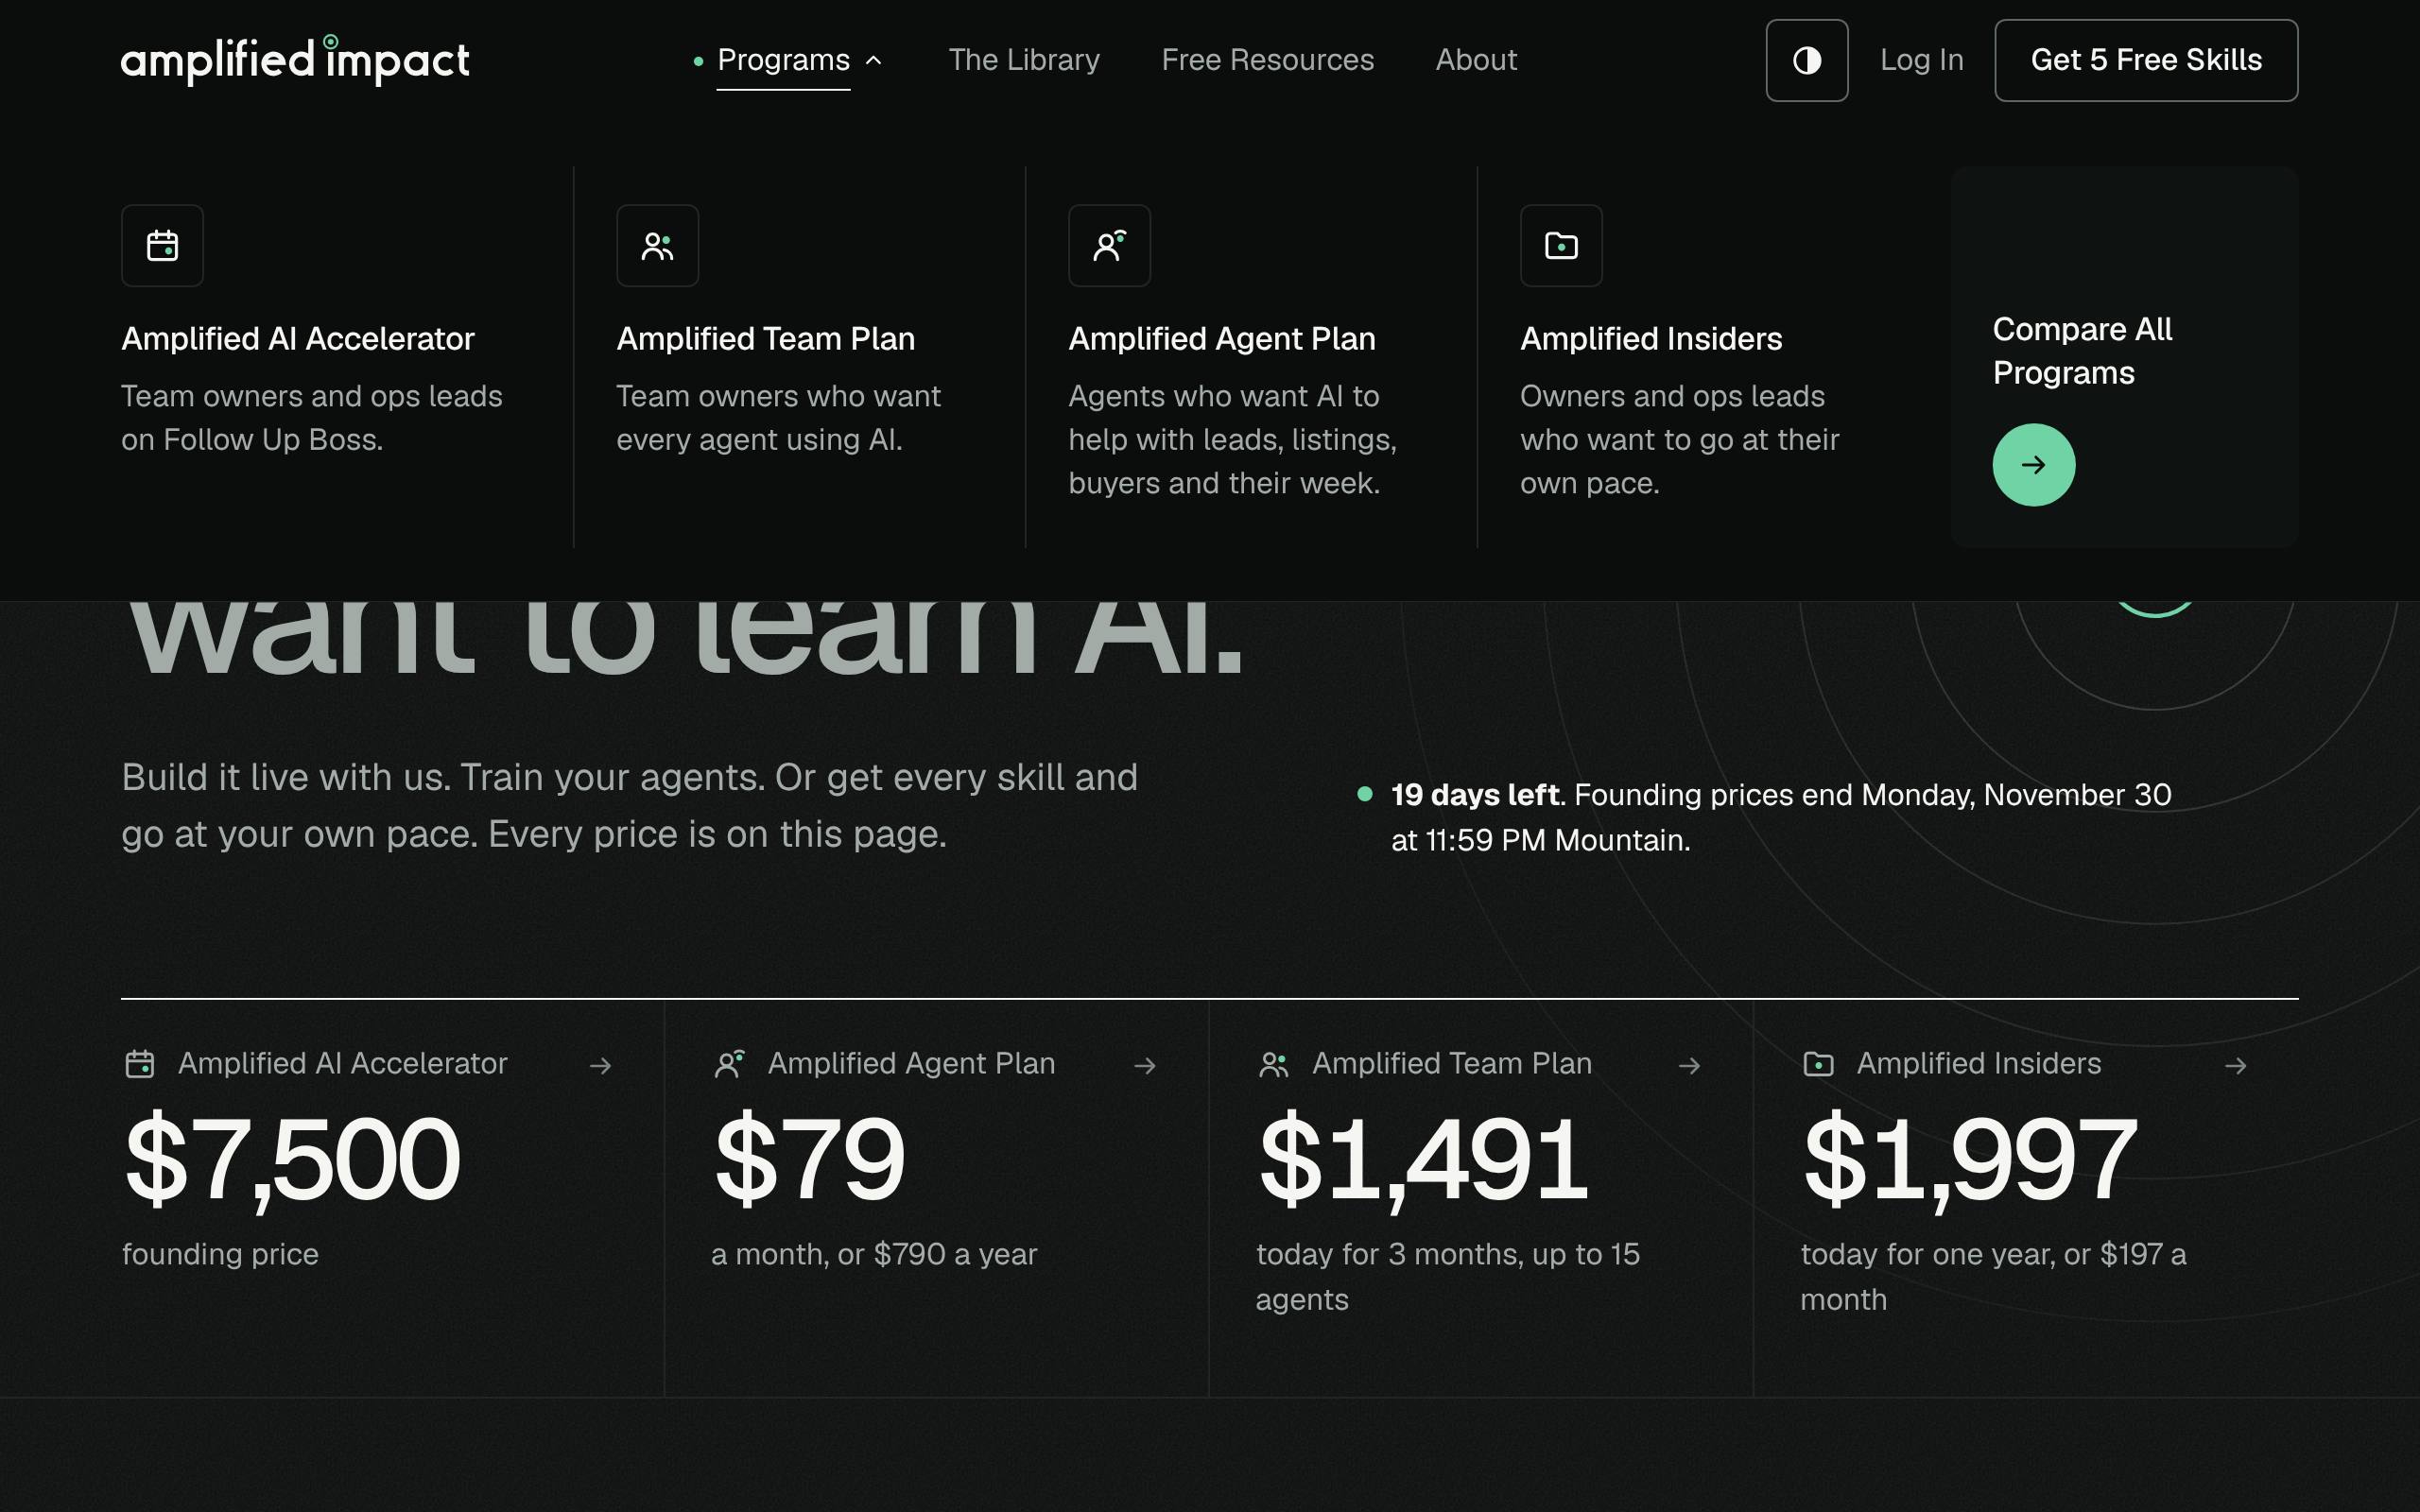 amplified impact
Programs
The Library
Free Resources
About
Log In
Get 5 Free Skills
Amplified AI Accelerator
Team owners and ops leads
on Follow Up Boss.
Amplified Team Plan
Team owners who want
every agent using AI.
Amplified Agent Plan
Agents who want AI to
help with leads, listings,
buyers and their week.
Amplified Insiders
Owners and ops leads
who want to go at their
own pace.
Compare All
Programs
want to learn AI.
Build it live with us. Train your agents. Or get every skill and
go at your own pace. Every price is on this page.
19 days left. Founding prices end Monday, November 30
at 11:59 PM Mountain.
Amplified AI Accelerator
$7,500
founding price
Amplified Agent Plan
$79
a month, or $790 a year
Amplified Team Plan
$1,491
today for 3 months, up to 15
agents
Amplified Insiders
$1,997
today for one year, or $197 a
month